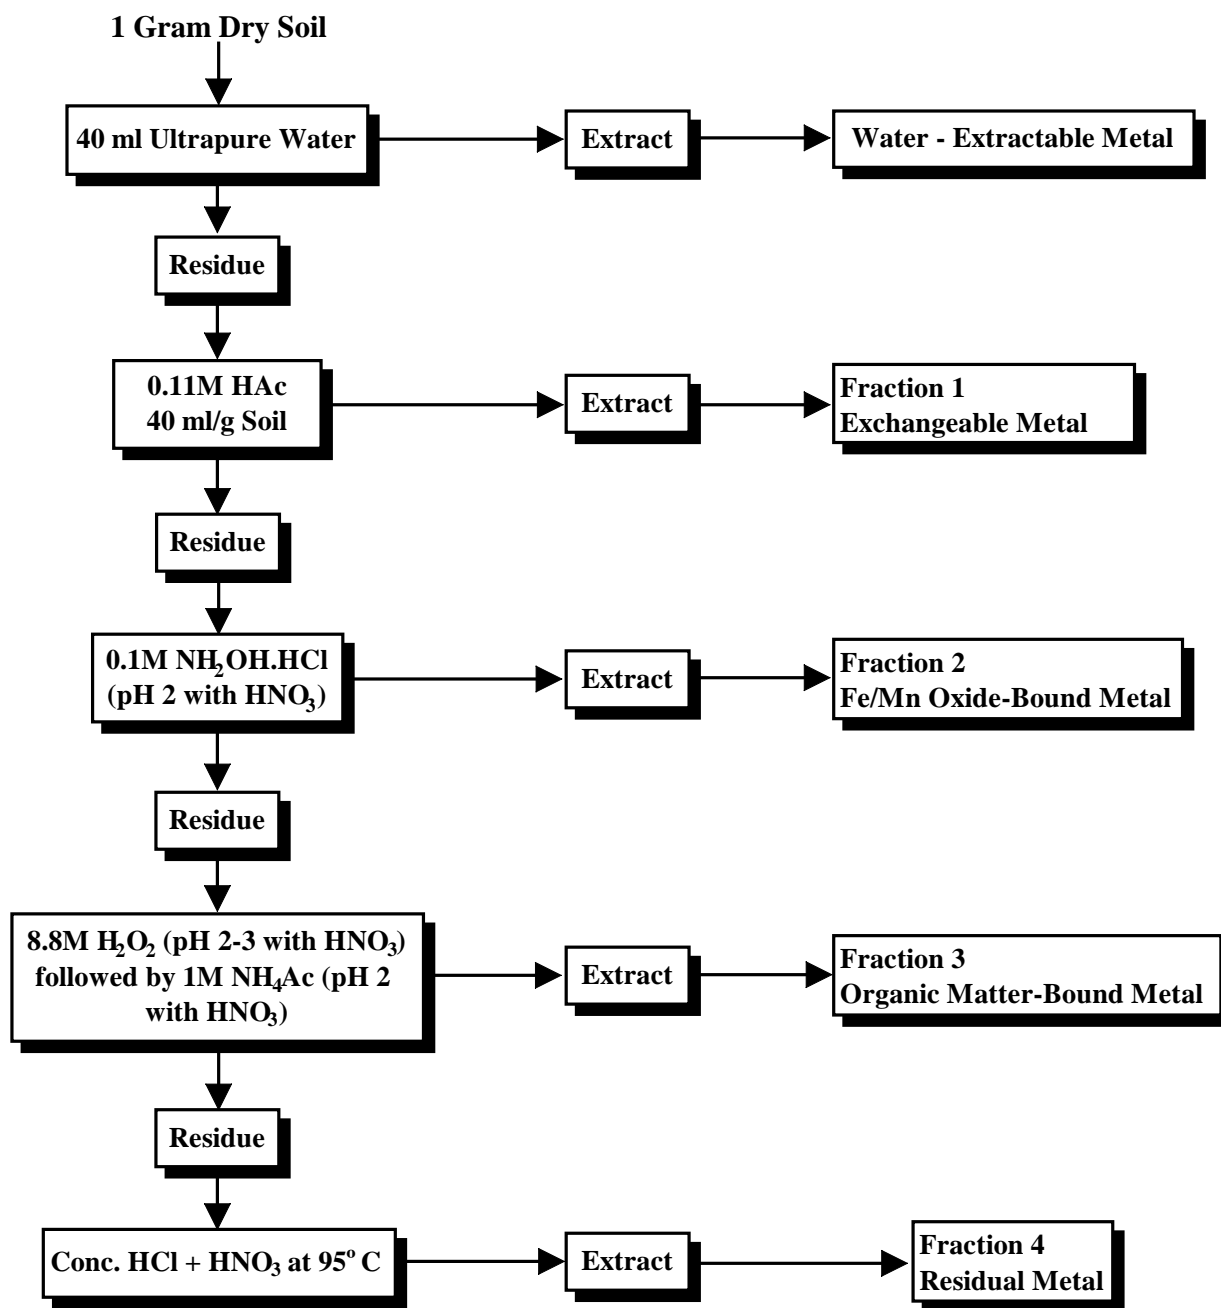 1 Gram Dry Soil
40 ml Ultrapure Water
Extract
Water - Extractable Metal
Residue
0.11M HAc
40 ml/g Soil
Extract
Fraction 1
Exchangeable Metal
Residue
0.1M NH₂OH.HCl
(pH 2 with HNO₃)
Extract
Fraction 2
Fe/Mn Oxide-Bound Metal
Residue
8.8M H₂O₂ (pH 2-3 with HNO₃)
followed by 1M NH₄Ac (pH 2
with HNO₃)
Extract
Fraction 3
Organic Matter-Bound Metal
Residue
Conc. HCl + HNO₃ at 95° C
Extract
Fraction 4
Residual Metal